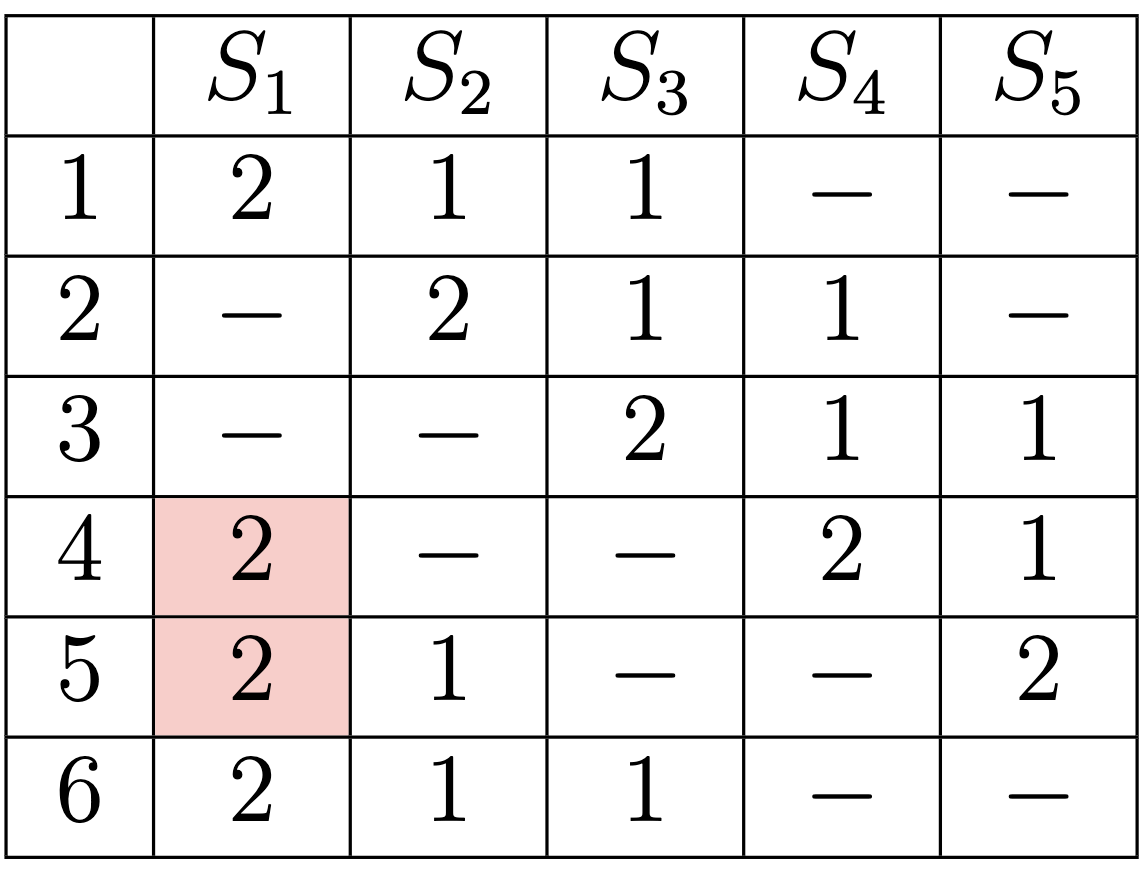 S₁ S₂ S₃ S₄ S₅
1 2 1 1 – –
2 – 2 1 1 –
3 – – 2 1 1
4 2 – – 2 1
5 2 1 – – 2
6 2 1 1 – –